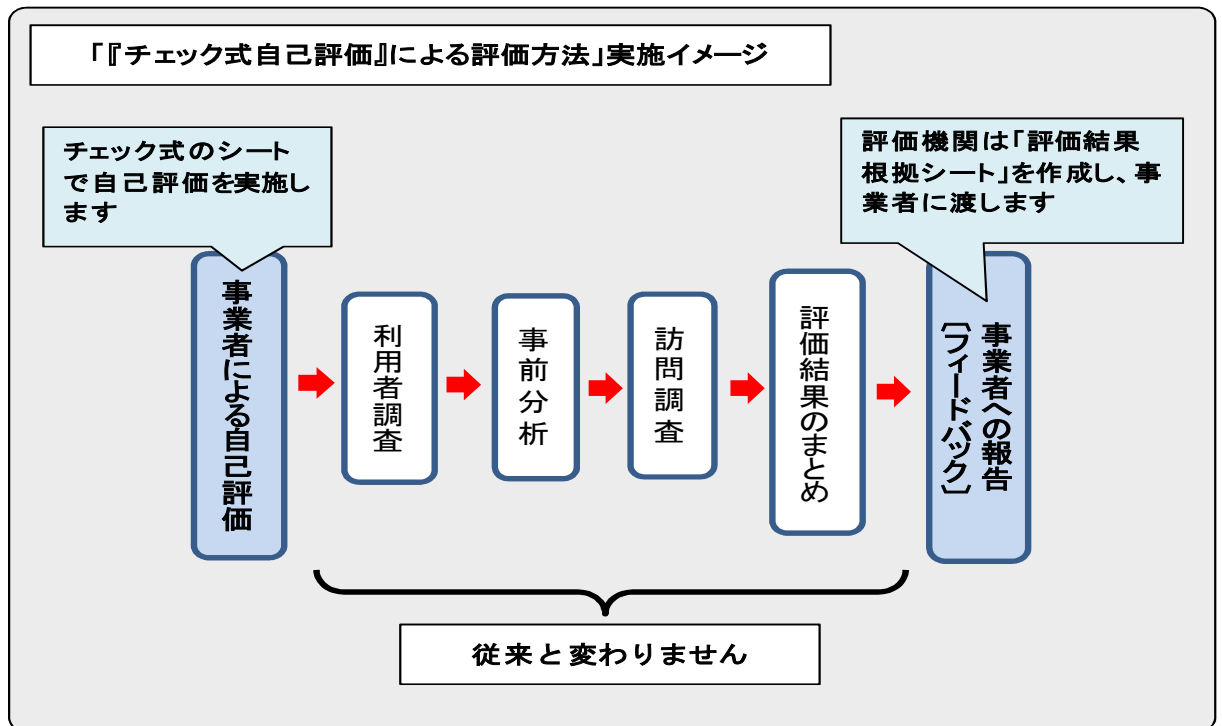 「『チェック式自己評価』による評価方法」実施イメージ
チェック式のシート
で自己評価を実施し
ます
評価機関は「評価結果
根拠シート」を作成し、事
業者に渡します
事業者による自己評価
利用者調査
事前分析
訪問調査
評価結果のまとめ
事業者への報告
〔フィードバック〕
従来と変わりません